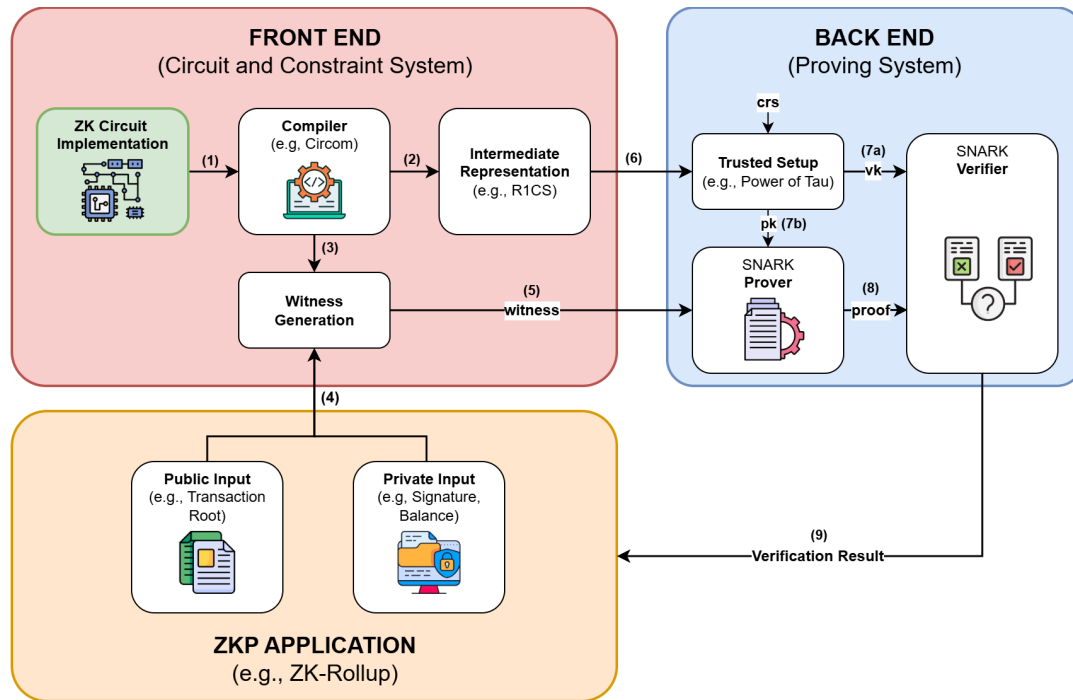 FRONT END
(Circuit and Constraint System)
BACK END
(Proving System)
ZK Circuit
Implementation
(1)
Compiler
(e.g, Circom)
(2)
Intermediate
Representation
(e.g., R1CS)
(6)
crs
Trusted Setup
(e.g., Power of Tau)
(7a)
vk
SNARK
Verifier
(3)
pk (7b)
Witness
Generation
(5)
witness
SNARK
Prover
(8)
proof
(4)
Public Input
(e.g., Transaction
Root)
Private Input
(e.g, Signature,
Balance)
(9)
Verification Result
ZKP APPLICATION
(e.g., ZK-Rollup)